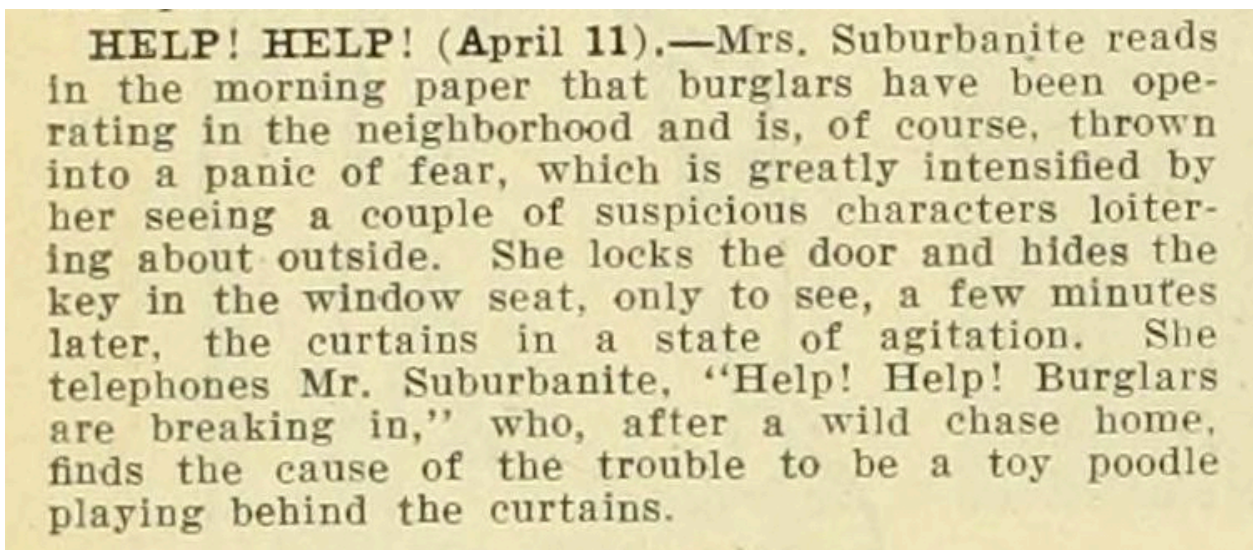 HELP! HELP! (April 11).—Mrs. Suburbanite reads
in the morning paper that burglars have been ope-
rating in the neighborhood and is, of course, thrown
into a panic of fear, which is greatly intensified by
her seeing a couple of suspicious characters loiter-
ing about outside. She locks the door and hides the
key in the window seat, only to see, a few minutes
later, the curtains in a state of agitation. She
telephones Mr. Suburbanite, “Help! Help! Burglars
are breaking in,” who, after a wild chase home,
finds the cause of the trouble to be a toy poodle
playing behind the curtains.